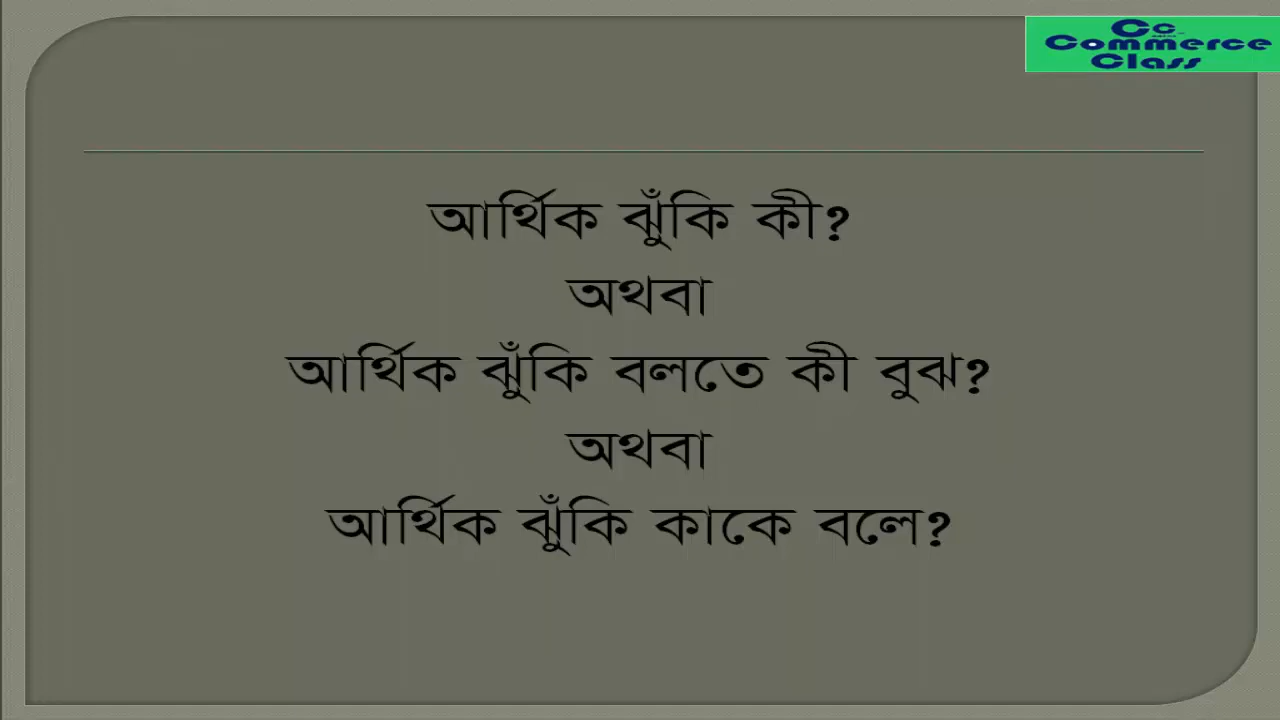 Cc
Commerce
Class
আর্থিক ঝুঁকি কী?
অথবা
আর্থিক ঝুঁকি বলতে কী বুঝ?
অথবা
আর্থিক ঝুঁকি কাকে বলে?